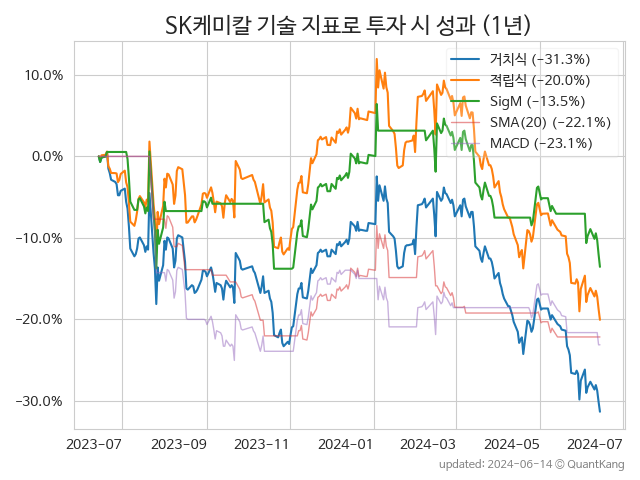 SK케미칼 기술 지표로 투자 시 성과 (1년)
거치식 (−31.3%)
적립식 (−20.0%)
SigM (−13.5%)
SMA(20) (−22.1%)
MACD (−23.1%)
10.0%
0.0%
−10.0%
−20.0%
−30.0%
2023-07 2023-09 2023-11 2024-01 2024-03 2024-05 2024-07
updated: 2024-06-14 © QuantKang